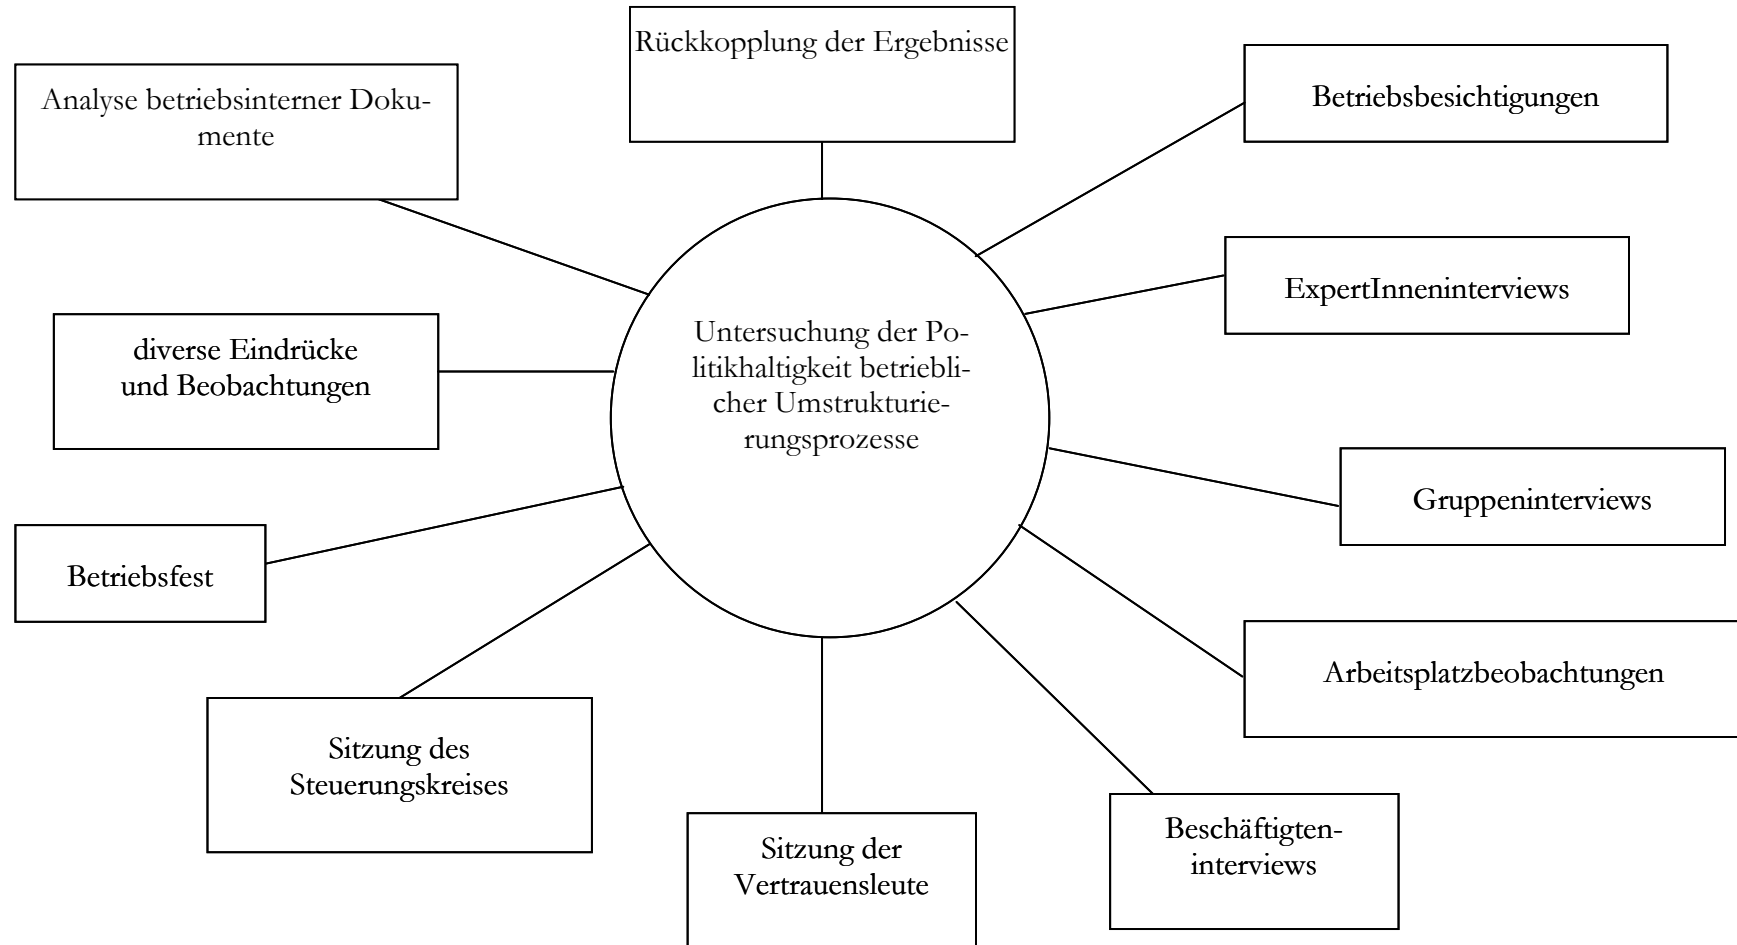 Rückkopplung der Ergebnisse
Analyse betriebsinterner Doku-
mente
Betriebsbesichtigungen
ExpertInneninterviews
Untersuchung der Po-
litikhaltigkeit betriebli-
cher Umstrukturie-
rungsprozesse
diverse Eindrücke
und Beobachtungen
Gruppeninterviews
Betriebsfest
Arbeitsplatzbeobachtungen
Sitzung des
Steuerungskreises
Beschäftigten-
interviews
Sitzung der
Vertrauensleute